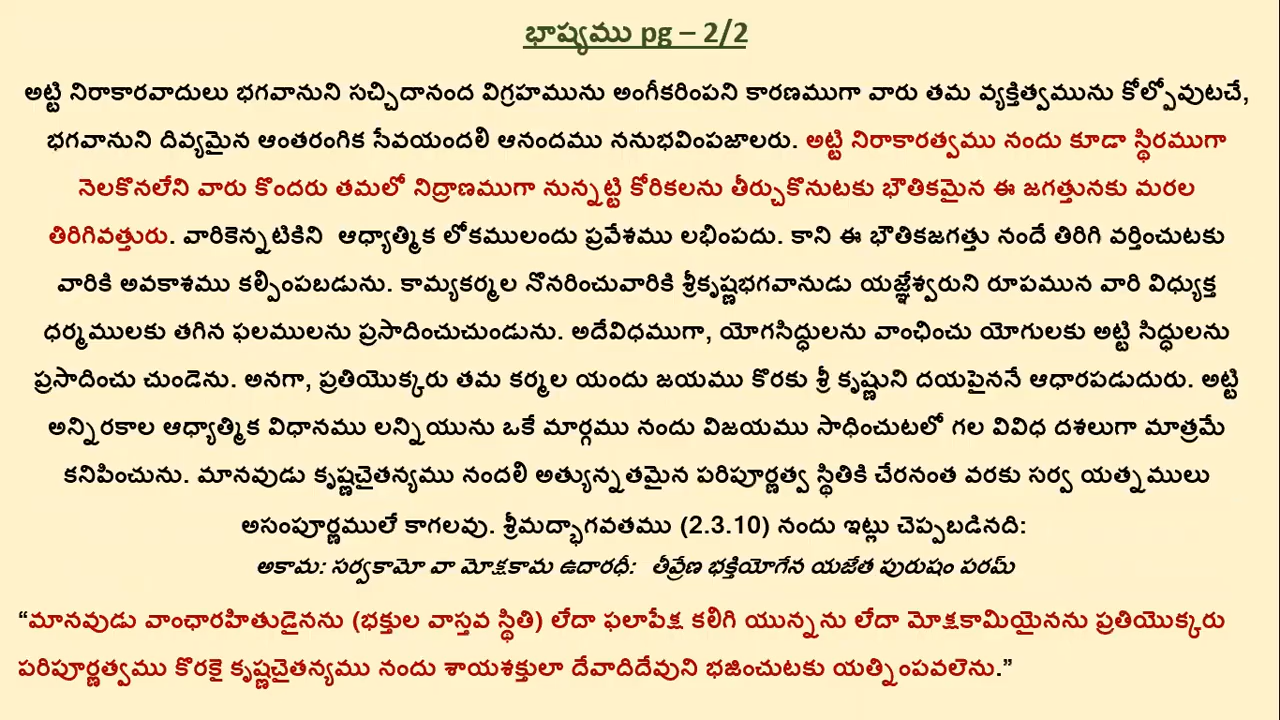 భాష్యము pg – 2/2
అట్టి నిరాకారవాదులు భగవానుని సచ్చిదానంద విగ్రహమును అంగీకరింపని కారణముగా వారు తమ వ్యక్తిత్వమును కోల్పోవుటచే,
భగవానుని దివ్యమైన ఆంతరంగిక సేవయందలి ఆనందము ననుభవింపజాలరు. అట్టి నిరాకారత్వము నందు కూడా స్థిరముగా
నెలకొనలేని వారు కొందరు తమలో నిద్రాణముగా నున్నట్టి కోరికలను తీర్చుకొనుటకు భౌతికమైన ఈ జగత్తునకు మరల
తిరిగివత్తురు. వారికెన్నటికిని ఆధ్యాత్మిక లోకములందు ప్రవేశము లభింపదు. కాని ఈ భౌతికజగత్తు నందే తిరిగి వర్తించుటకు
వారికి అవకాశము కల్పింపబడును. కామ్యకర్మల నొనరించువారికి శ్రీకృష్ణభగవానుడు యజ్ఞేశ్వరుని రూపమున వారి విధ్యుక్త
ధర్మములకు తగిన ఫలములను ప్రసాదించుచుండును. అదేవిధముగా, యోగసిద్ధులను వాంఛించు యోగులకు అట్టి సిద్ధులను
ప్రసాదించు చుండెను. అనగా, ప్రతియొక్కరు తమ కర్మల యందు జయము కొరకు శ్రీ కృష్ణుని దయపైననే ఆధారపడుదురు. అట్టి
అన్నిరకాల ఆధ్యాత్మిక విధానము లన్నియును ఒకే మార్గము నందు విజయము సాధించుటలో గల వివిధ దశలుగా మాత్రమే
కనిపించును. మానవుడు కృష్ణచైతన్యము నందలి అత్యున్నతమైన పరిపూర్ణత్వ స్థితికి చేరనంత వరకు సర్వ యత్నములు
అసంపూర్ణములే కాగలవు. శ్రీమద్భాగవతము (2.3.10) నందు ఇట్లు చెప్పబడినది:
అకామ: సర్వకామో వా మోక్షకామ ఉదారధీ: తీవ్రేణ భక్తియోగేన యజేత పురుషం పరమ్
“మానవుడు వాంఛారహితుడైనను (భక్తుల వాస్తవ స్థితి) లేదా ఫలాపేక్ష కలిగి యున్నను లేదా మోక్షకామియైనను ప్రతియొక్కరు
పరిపూర్ణత్వము కొరకై కృష్ణచైతన్యము నందు శాయశక్తులా దేవాదిదేవుని భజించుటకు యత్నింపవలెను.”